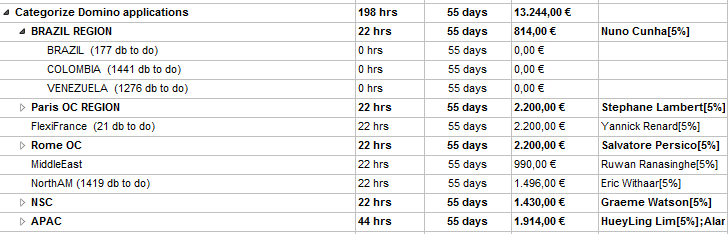 Categorize Domino applications 198 hrs 55 days 13.244,00 €
BRAZIL REGION 22 hrs 55 days 814,00 € Nuno Cunha[5%]
BRAZIL (177 db to do) 0 hrs 55 days 0,00 €
COLOMBIA (1441 db to do) 0 hrs 55 days 0,00 €
VENEZUELA (1276 db to do) 0 hrs 55 days 0,00 €
Paris OC REGION 22 hrs 55 days 2.200,00 € Stephane Lambert[5%]
FlexiFrance (21 db to do) 22 hrs 55 days 2.200,00 € Yannick Renard[5%]
Rome OC 22 hrs 55 days 2.200,00 € Salvatore Persico[5%]
MiddleEast 22 hrs 55 days 990,00 € Ruwan Ranasinghe[5%]
NorthAM (1419 db to do) 22 hrs 55 days 1.496,00 € Eric Withaar[5%]
NSC 22 hrs 55 days 1.430,00 € Graeme Watson[5%]
APAC 44 hrs 55 days 1.914,00 € HueyLing Lim[5%];Alar